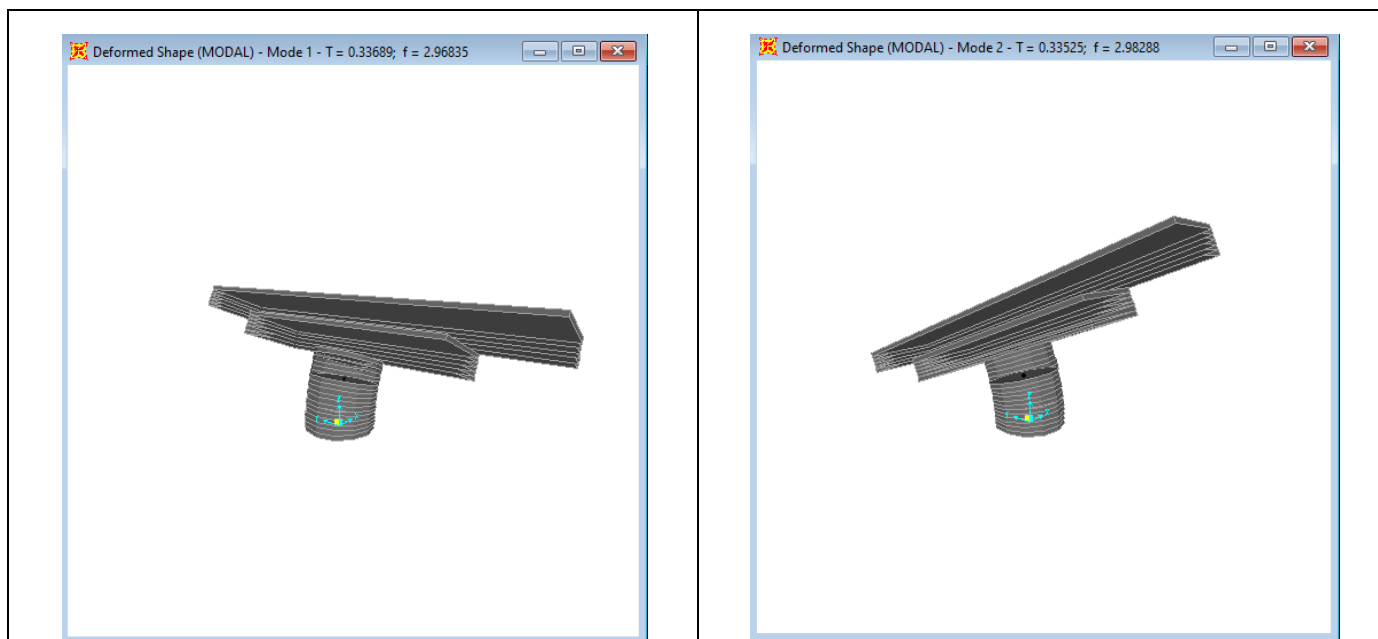 Deformed Shape (MODAL) - Mode 1 - T = 0.33689; f = 2.96835
Deformed Shape (MODAL) - Mode 2 - T = 0.33525; f = 2.98288